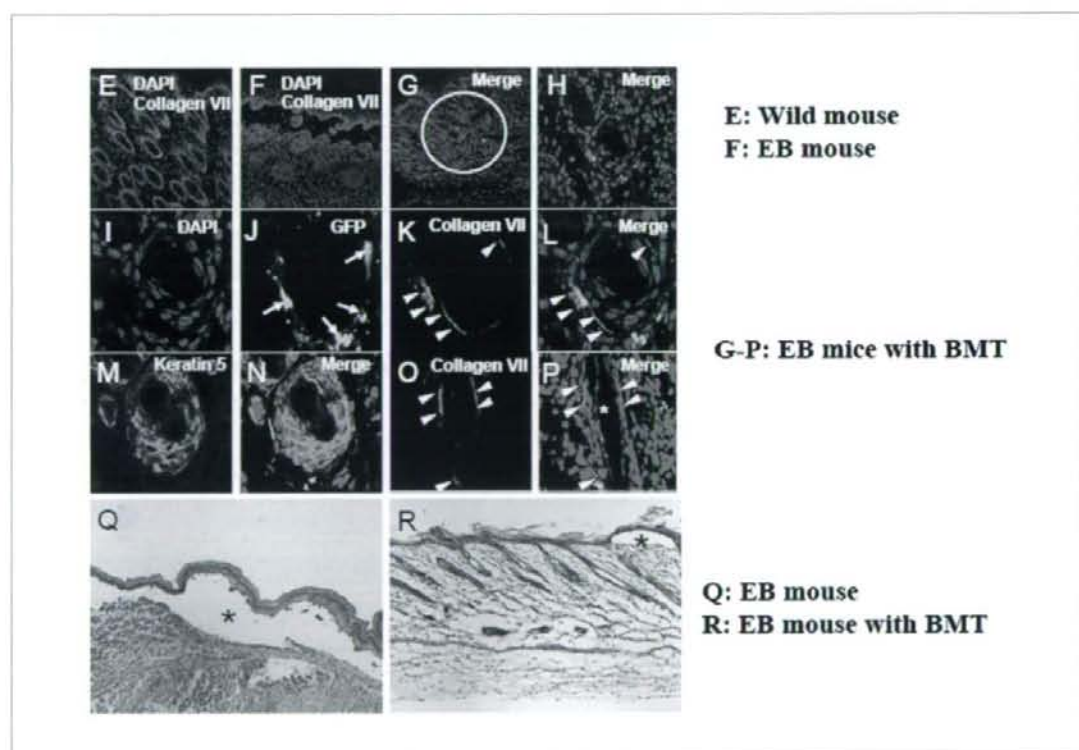 E DAPI
Collagen VII
F DAPI
Collagen VII
G Merge
H Merge
I DAPI
J GFP
K Collagen VII
L Merge
M Keratin 5
N Merge
O Collagen VII
P Merge
*
Q
*
R
*
E: Wild mouse
F: EB mouse
G-P: EB mice with BMT
Q: EB mouse
R: EB mouse with BMT